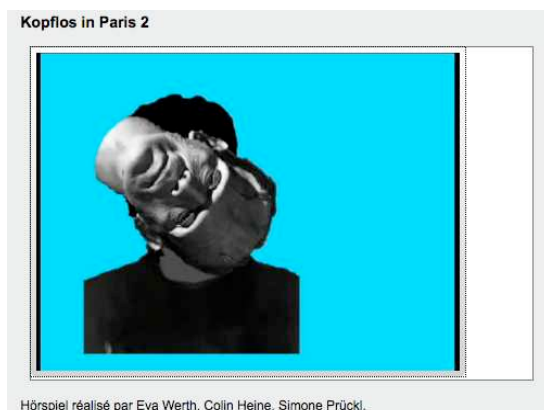 Kopflos in Paris 2
Hörspiel réalisé par Eva Werth, Colin Heine, Simone Prückl,